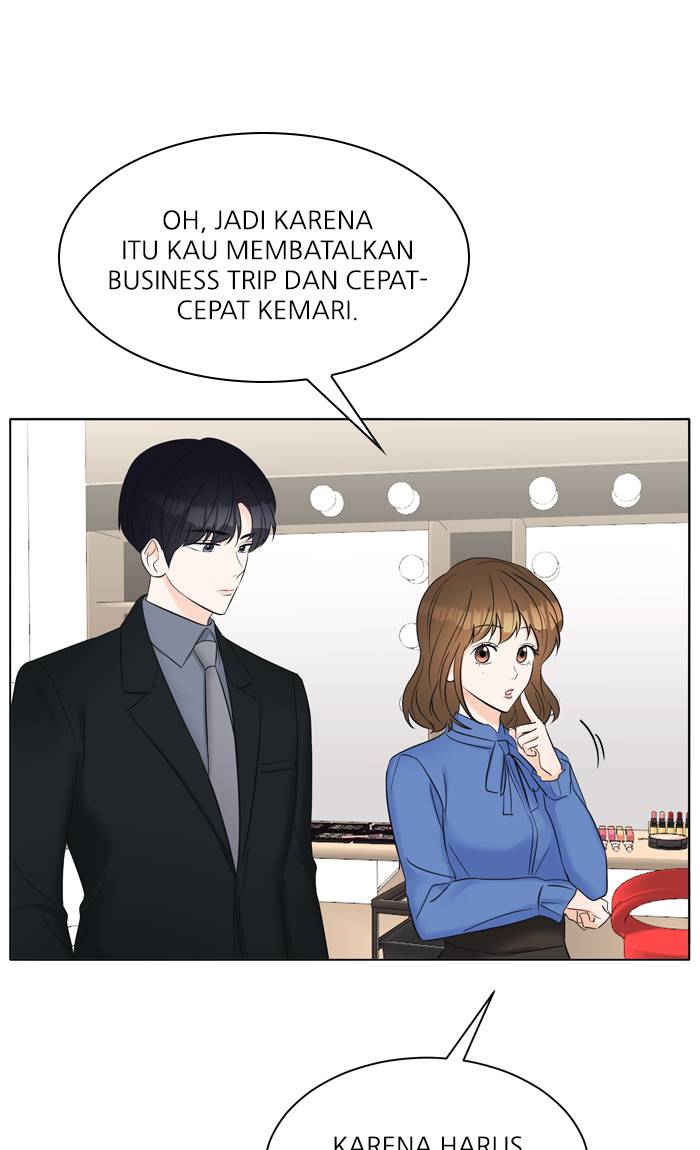 OH, JADI KARENA
ITU KAU MEMBATALKAN
BUSINESS TRIP DAN CEPAT-
CEPAT KEMARI.
KARENA HARUS